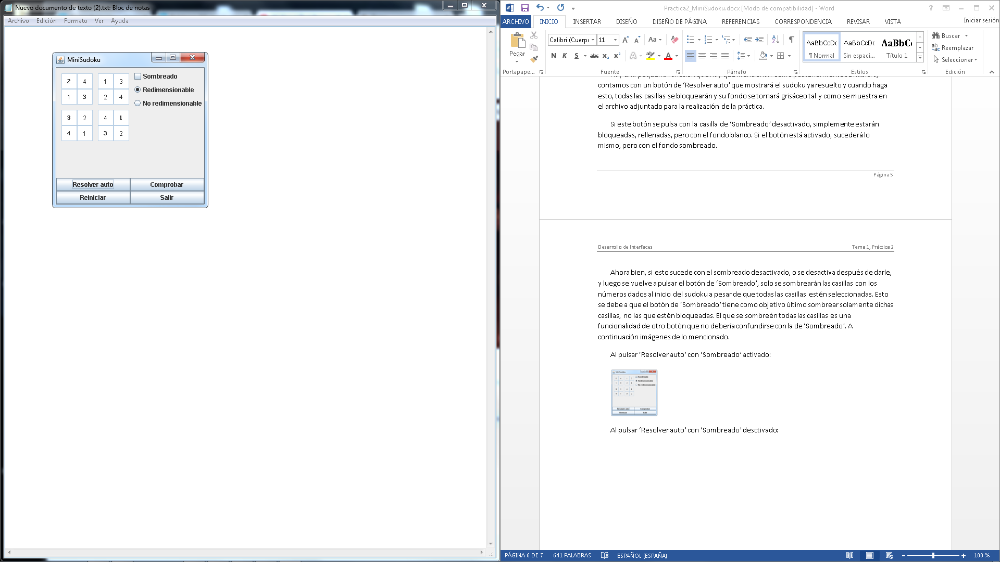 Nuevo documento de texto (2).txt: Bloc de notas
Archivo Edición Formato Ver Ayuda
MiniSudoku
2 4 1 3
1 3 2 4
3 2 4 1
4 1 3 2
Sombreado
Redimensionable
No redimensionable
Resolver auto Comprobar
Reiniciar Salir
Practica2_MiniSudoku.docx [Modo de compatibilidad] - Word
ARCHIVO INICIO INSERTAR DISEÑO DISEÑO DE PÁGINA REFERENCIAS CORRESPONDENCIA REVISAR VISTA Iniciar sesión
Pegar
Portapape...
Calibri (Cuerpo 11
N K S abc x₂ x²
Fuente
Párrafo
AaBbCcDc AaBbCcDc AaBbCc
¶ Normal Sin espaci... Título 1
Estilos
Buscar
Reemplazar
Seleccionar
Edición
contamos con un botón de ‘Resolver auto’ que mostrará el sudoku ya resuelto y cuando haga
esto, todas las casillas se bloquearán y su fondo se tornará grisáceo tal y como se muestra en
el archivo adjuntado para la realización de la práctica.
Si este botón se pulsa con la casilla de ‘Sombreado’ desactivado, simplemente estarán
bloqueadas, rellenadas, pero con el fondo blanco. Si el botón está activado, sucederá lo
mismo, pero con el fondo sombreado.
Página 5
Desarrollo de Interfaces Tema 1, Práctica 2
Ahora bien, si esto sucede con el sombreado desactivado, o se desactiva después de darle,
y luego se vuelve a pulsar el botón de ‘Sombreado’, solo se sombrearán las casillas con los
números dados al inicio del sudoku a pesar de que todas las casillas estén seleccionadas. Esto
se debe a que el botón de ‘Sombreado’ tiene como objetivo último sombrear solamente dichas
casillas, no las que estén bloqueadas. El que se sombreén todas las casillas es una
funcionalidad de otro botón que no debería confundirse con la de ‘Sombreado’. A
continuación imágenes de lo mencionado.
Al pulsar ‘Resolver auto’ con ‘Sombreado’ activado:
MiniSudoku
Sombreado
Redimensionable
No redimensionable
Resolver auto Comprobar
Reiniciar Salir
Al pulsar ‘Resolver auto’ con ‘Sombreado’ desctivado:
PÁGINA 6 DE 7 641 PALABRAS ESPAÑOL (ESPAÑA) 100 %